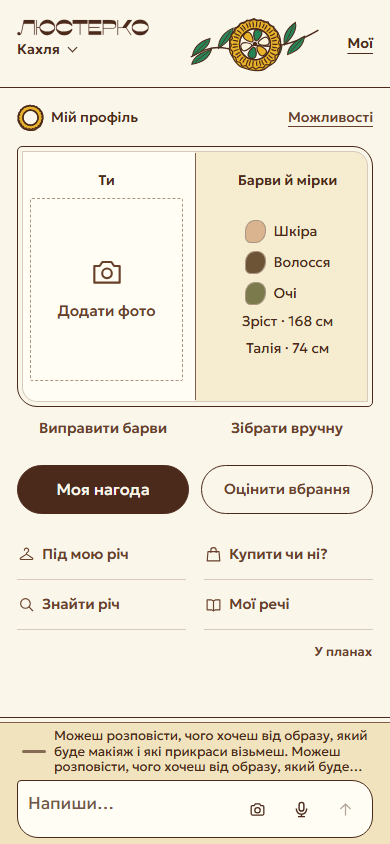 ЛЮСТЕРКО
Кахля
Мої
Мій профіль
Можливості
Ти
Барви й мірки
Додати фото
Шкіра
Волосся
Очі
Зріст · 168 см
Талія · 74 см
Виправити барви
Зібрати вручну
Моя нагода
Оцінити вбрання
Під мою річ
Купити чи ні?
Знайти річ
Мої речі
У планах
Можеш розповісти, чого хочеш від образу, який
буде макіяж і які прикраси візьмеш. Можеш
розповісти, чого хочеш від образу, який буде...
Напиши...